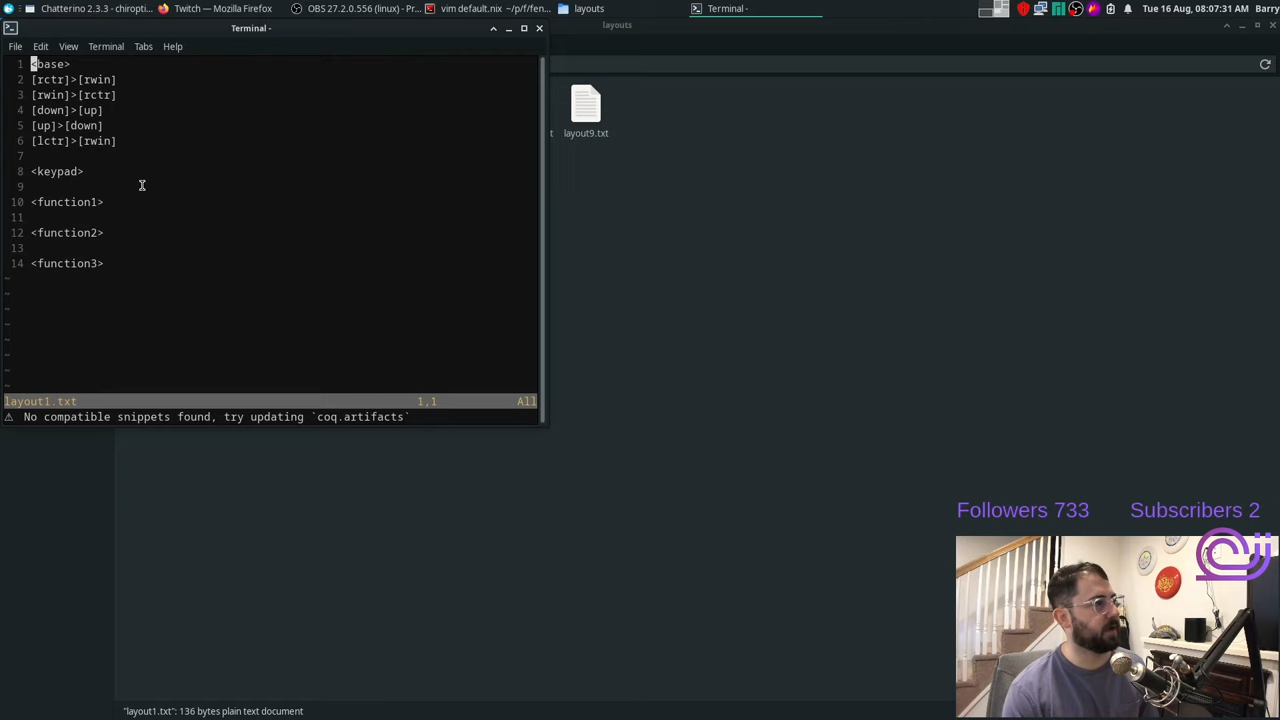 Chatterino 2.3.3 - chiropti...
Twitch — Mozilla Firefox
OBS 27.2.0.556 (linux) - Pr...
vim default.nix ~/p/f/fen...
layouts
Terminal -
Tue 16 Aug, 08:07:31 AM
Barry
Terminal -
layouts
File Edit View Terminal Tabs Help
1 <base>
2 [rctr]>[rwin]
3 [rwin]>[rctr]
4 [down]>[up]
5 [up]>[down]
6 [lctr]>[rwin]
7
8 <keypad>
9
10 <function1>
11
12 <function2>
13
14 <function3>
~
~
~
~
~
~
~
~
layout1.txt 1,1 All
⚠ No compatible snippets found, try updating `coq.artifacts`
t layout9.txt
Followers 733 Subscribers 2
"layout1.txt": 136 bytes plain text document